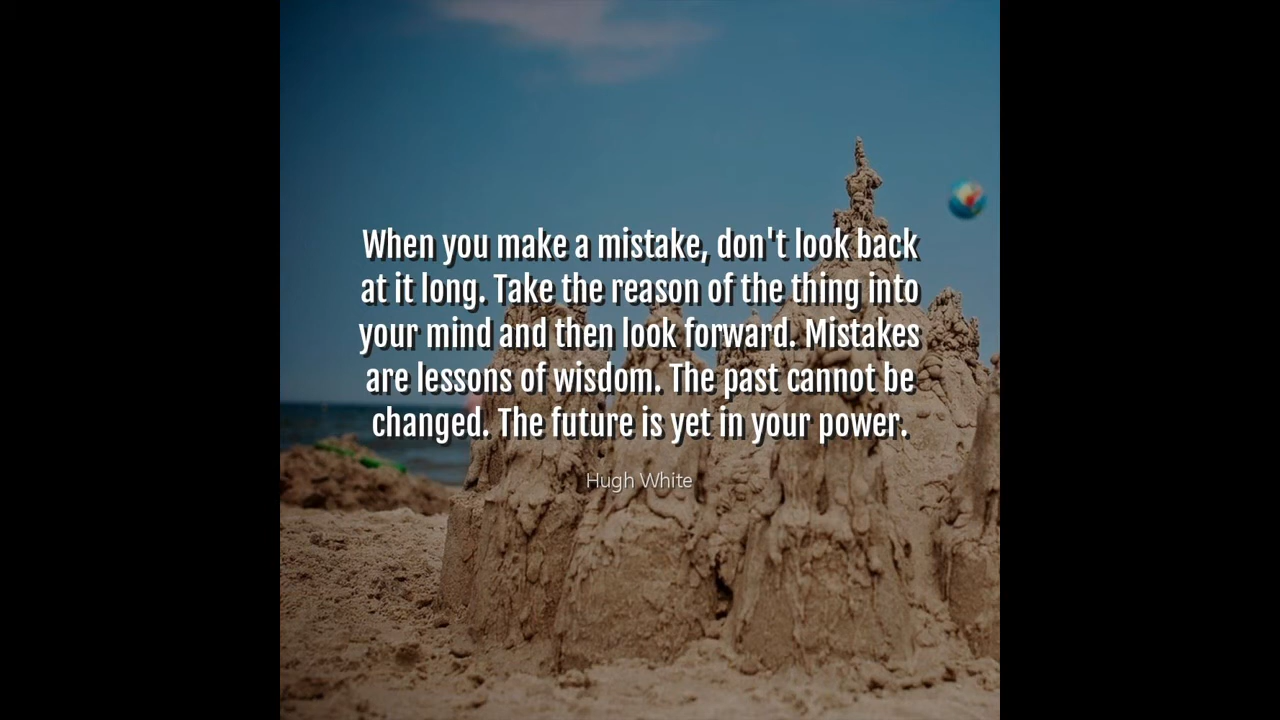 When you make a mistake, don't look back
at it long. Take the reason of the thing into
your mind and then look forward. Mistakes
are lessons of wisdom. The past cannot be
changed. The future is yet in your power.
Hugh White